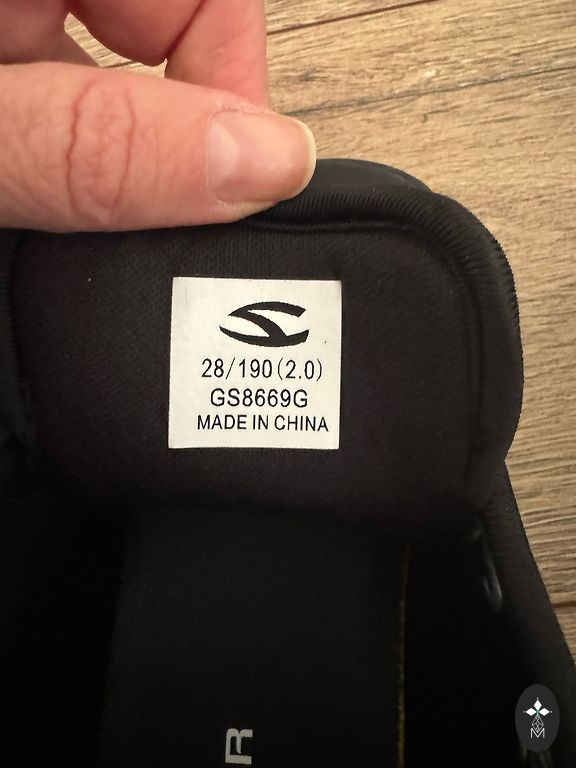 28/190(2.0)
GS8669G
MADE IN CHINA
R
M